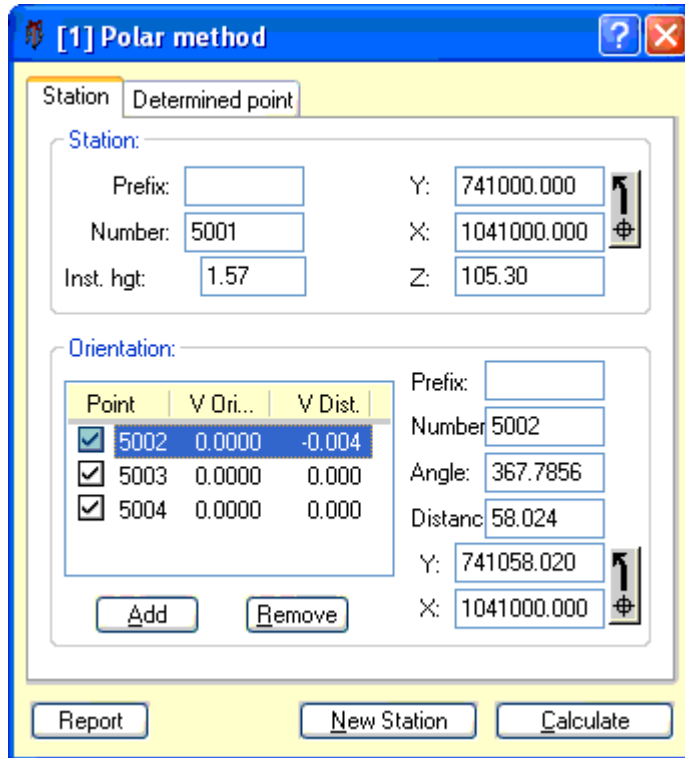 [1] Polar method
Station Determined point
Station:
Prefix:
Number: 5001
Inst. hgt: 1.57
Y: 741000.000
X: 1041000.000
Z: 105.30
Orientation:
Point V Ori... V Dist.
5002 0.0000 -0.004
5003 0.0000 0.000
5004 0.0000 0.000
Add Remove
Prefix:
Number 5002
Angle: 367.7856
Distanc 58.024
Y: 741058.020
X: 1041000.000
Report New Station Calculate